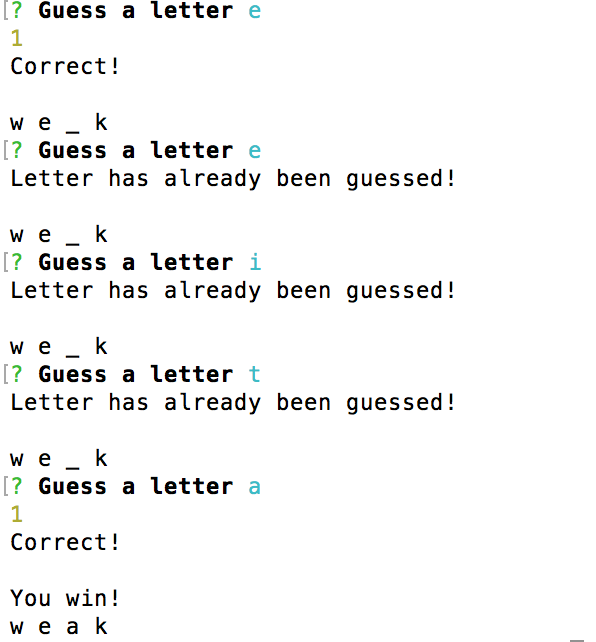 [? Guess a letter e
1
Correct!
w e _ k
[? Guess a letter e
Letter has already been guessed!
w e _ k
[? Guess a letter i
Letter has already been guessed!
w e _ k
[? Guess a letter t
Letter has already been guessed!
w e _ k
[? Guess a letter a
1
Correct!
You win!
w e a k